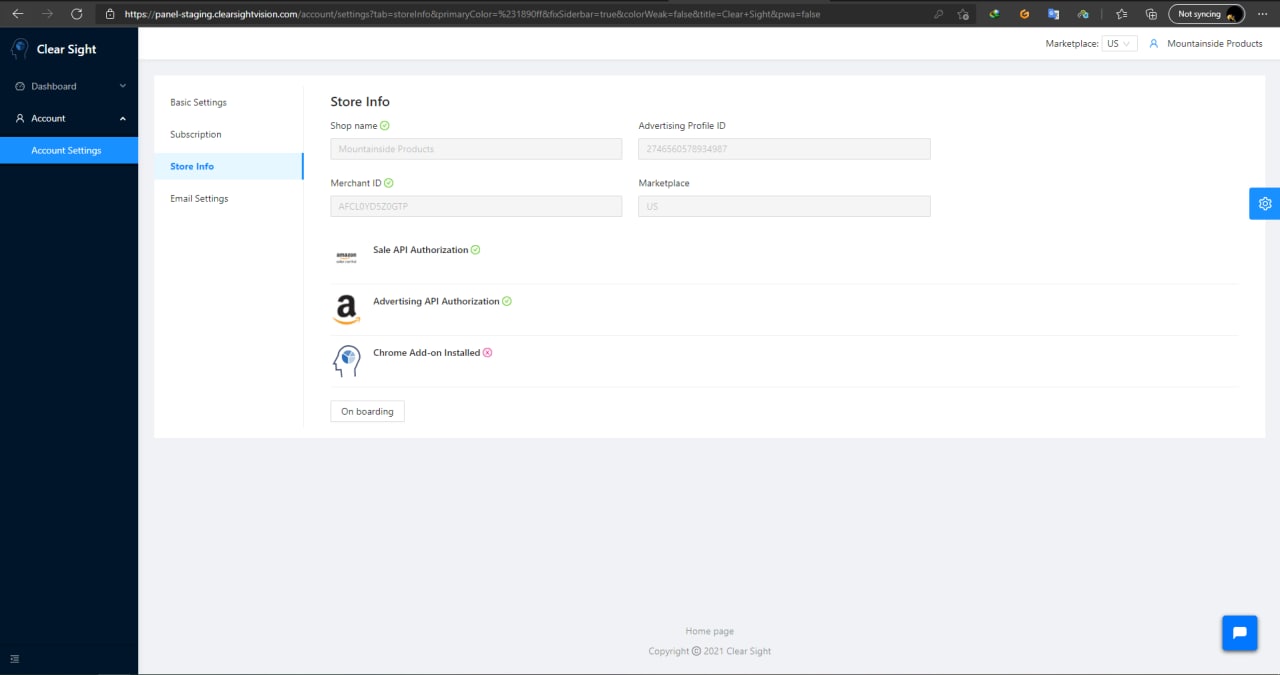 https://panel-staging.clearsightvision.com/account/settings?tab=storeInfo&primaryColor=%231890ff&fixSiderbar=true&colorWeak=false&title=Clear+Sight&pwa=false
Not syncing
Clear Sight
Marketplace: US
Mountainside Products
Dashboard
Account
Account Settings
Basic Settings
Subscription
Store Info
Email Settings
Store Info
Shop name
Advertising Profile ID
Mountainside Products
2746560578934987
Merchant ID
Marketplace
AFCL0YD5Z0GTP
US
amazon
Sale API Authorization
a
Advertising API Authorization
Chrome Add-on Installed
On boarding
Home page
Copyright © 2021 Clear Sight